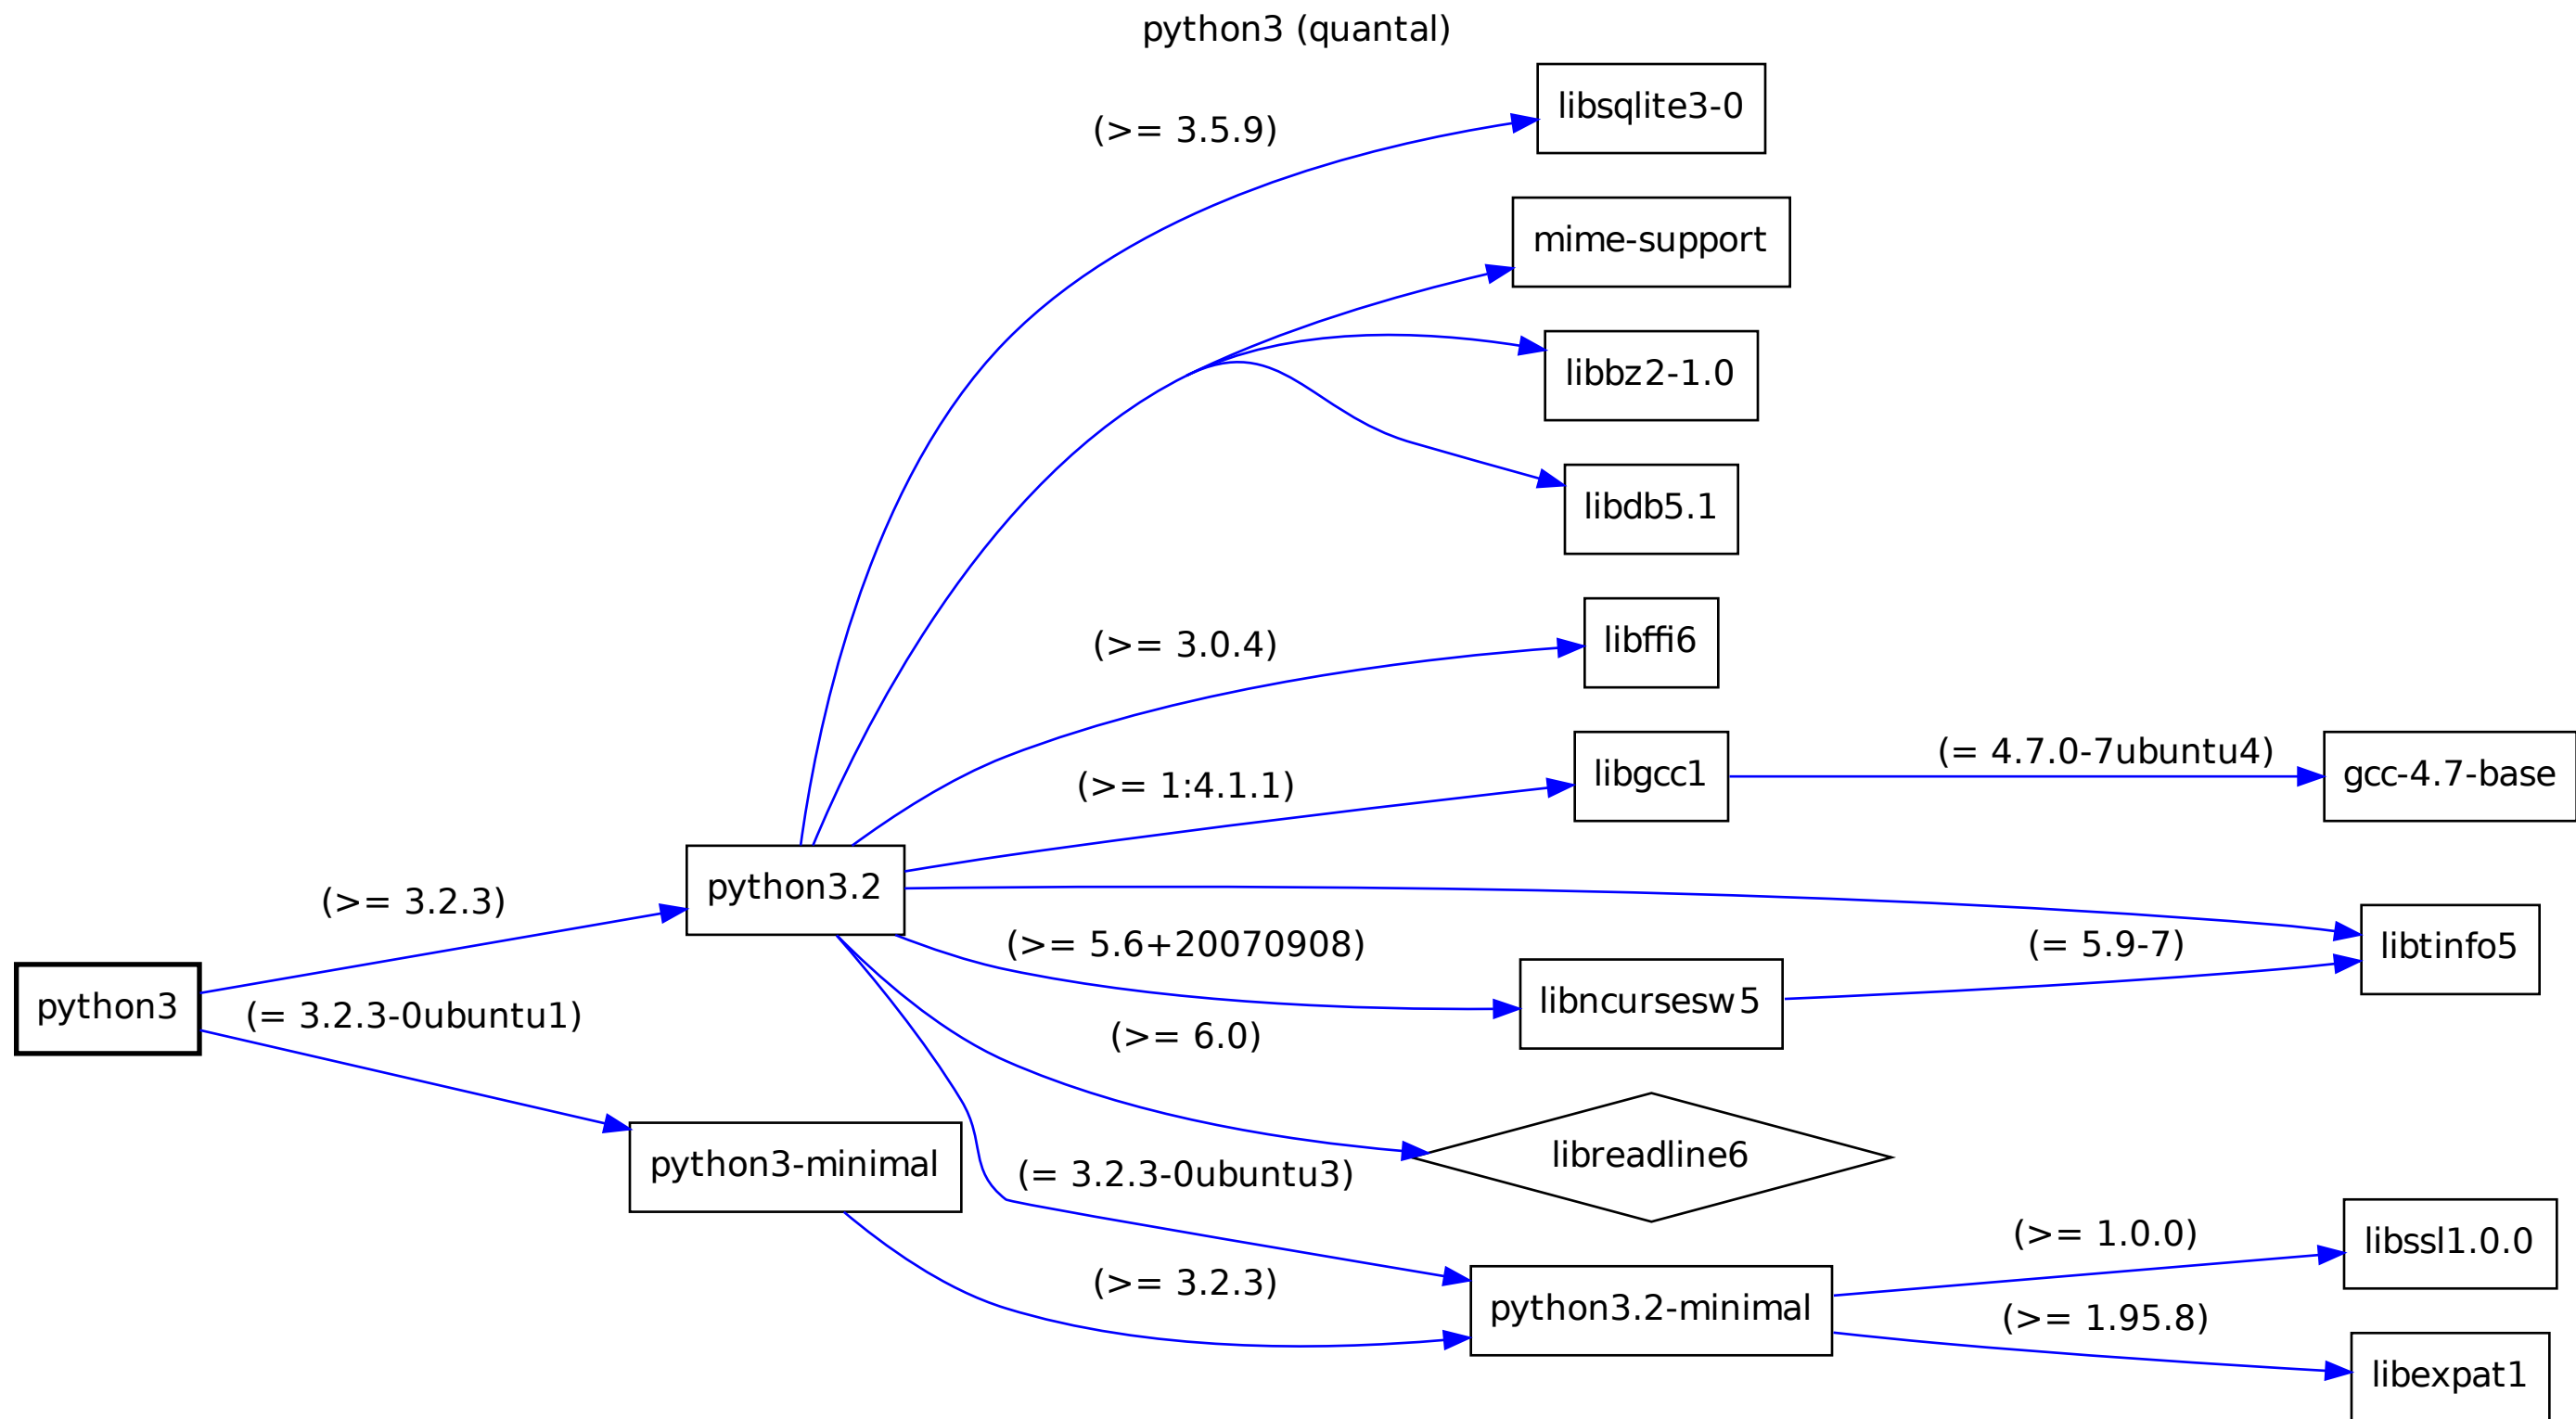 python3 (quantal)
libsqlite3-0
(>= 3.5.9)
mime-support
libbz2-1.0
libdb5.1
libffi6
(>= 3.0.4)
libgcc1
(= 4.7.0-7ubuntu4)
gcc-4.7-base
(>= 1:4.1.1)
python3.2
(>= 3.2.3)
(>= 5.6+20070908)
(= 5.9-7)
libtinfo5
python3
(= 3.2.3-0ubuntu1)
libncursesw5
(>= 6.0)
python3-minimal
libreadline6
(= 3.2.3-0ubuntu3)
(>= 1.0.0)
libssl1.0.0
(>= 3.2.3)
python3.2-minimal
(>= 1.95.8)
libexpat1